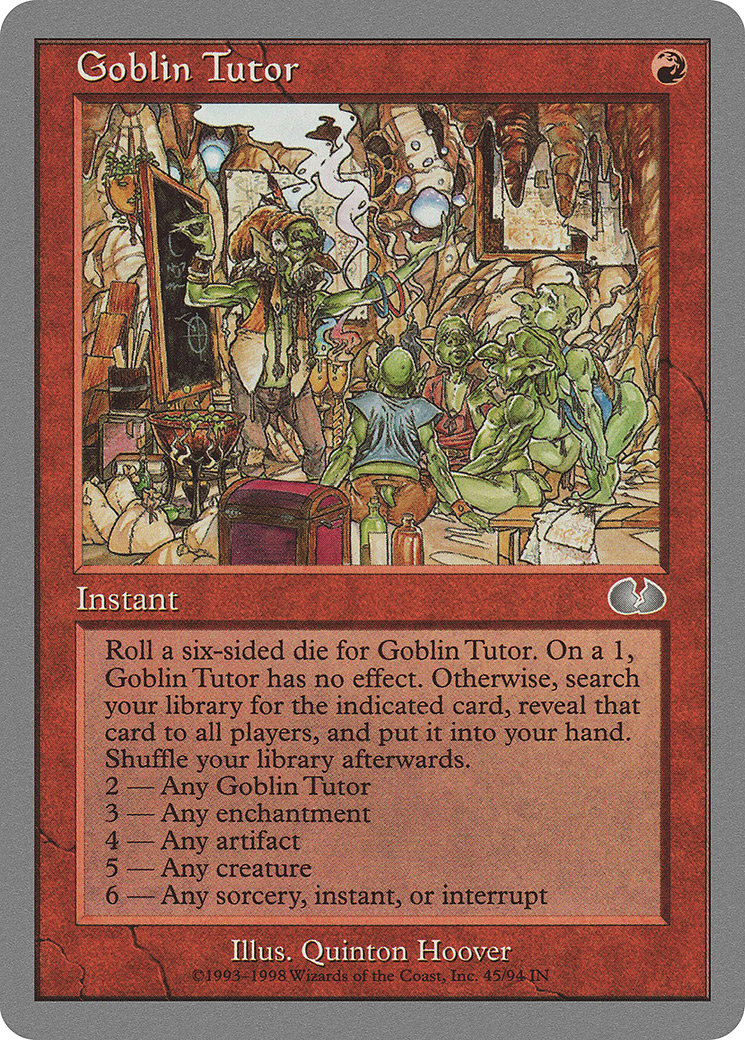 Goblin Tutor
Instant
Roll a six-sided die for Goblin Tutor. On a 1,
Goblin Tutor has no effect. Otherwise, search
your library for the indicated card, reveal that
card to all players, and put it into your hand.
Shuffle your library afterwards.
2 — Any Goblin Tutor
3 — Any enchantment
4 — Any artifact
5 — Any creature
6 — Any sorcery, instant, or interrupt
Illus. Quinton Hoover
©1993–1998 Wizards of the Coast, Inc. 45/94 IN